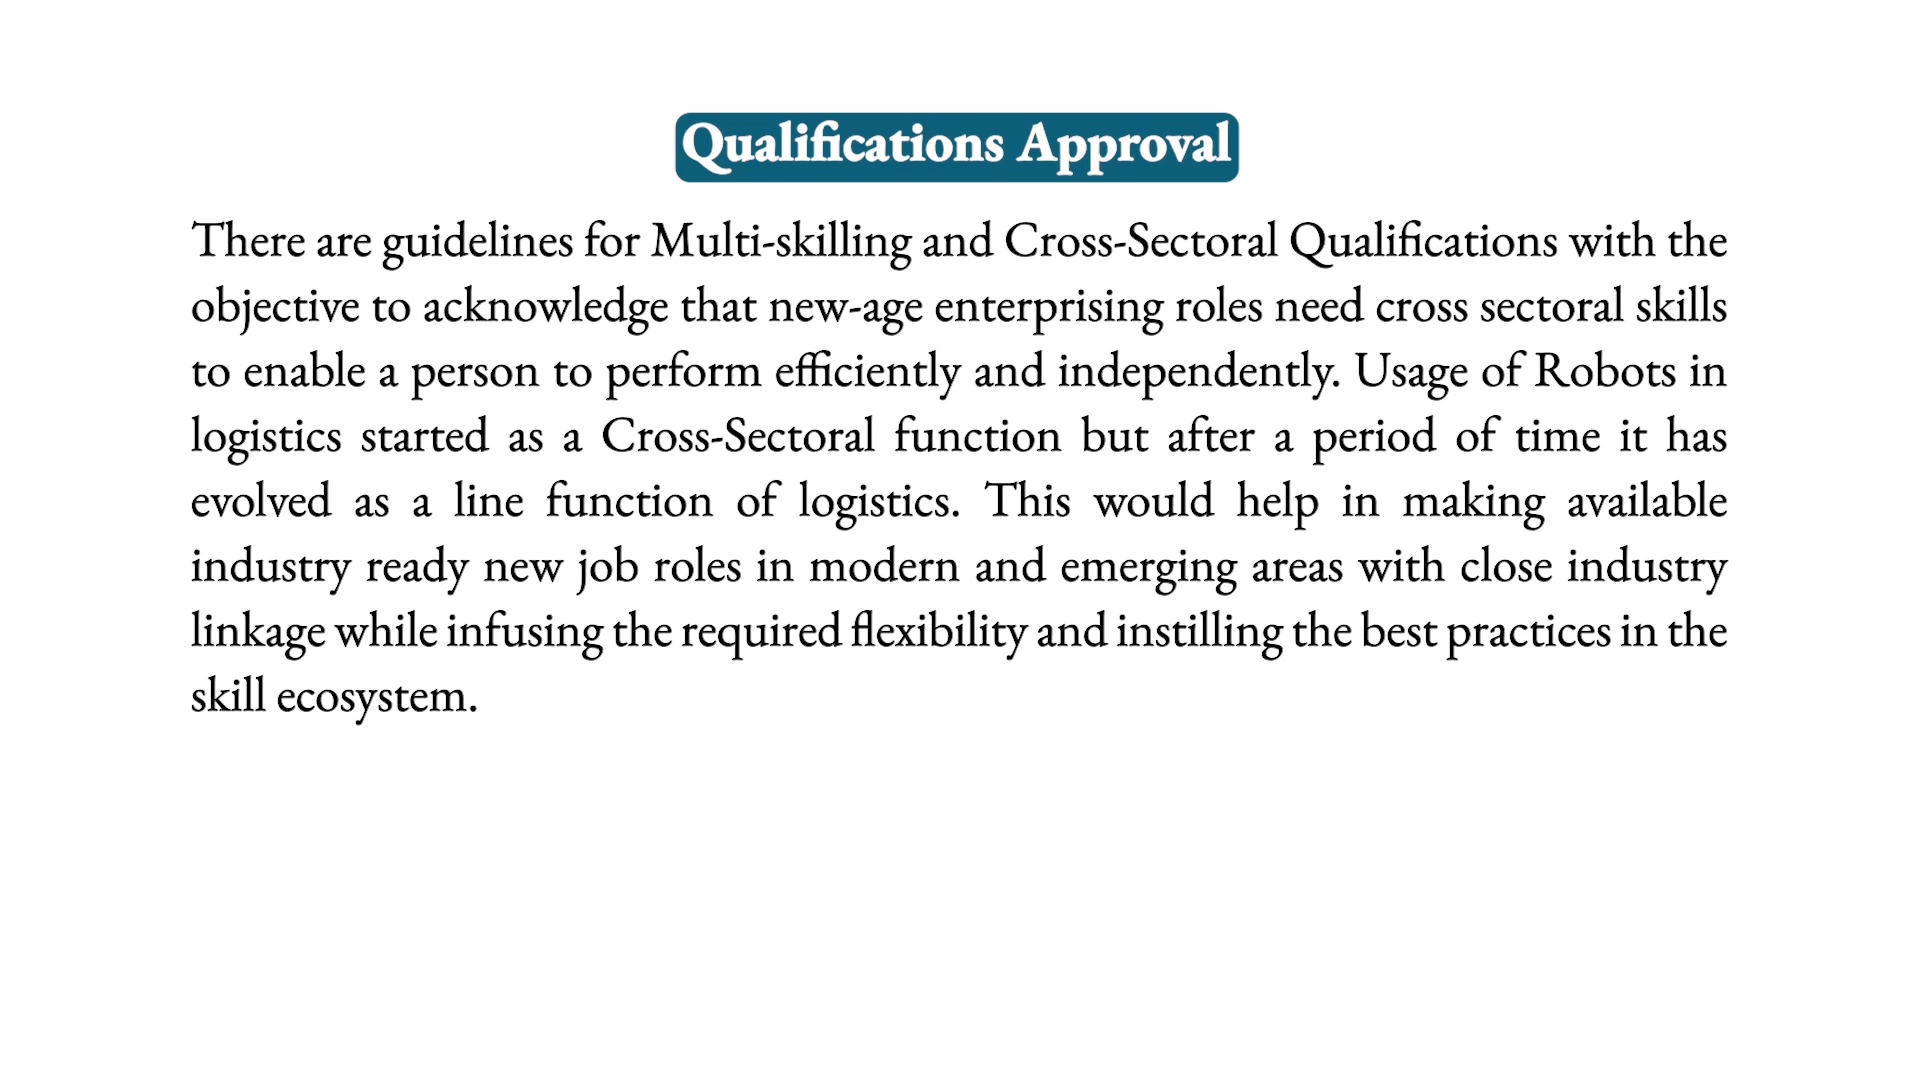 Qualifications Approval
There are guidelines for Multi-skilling and Cross-Sectoral Qualifications with the
objective to acknowledge that new-age enterprising roles need cross sectoral skills
to enable a person to perform efficiently and independently. Usage of Robots in
logistics started as a Cross-Sectoral function but after a period of time it has
evolved as a line function of logistics. This would help in making available
industry ready new job roles in modern and emerging areas with close industry
linkage while infusing the required flexibility and instilling the best practices in the
skill ecosystem.